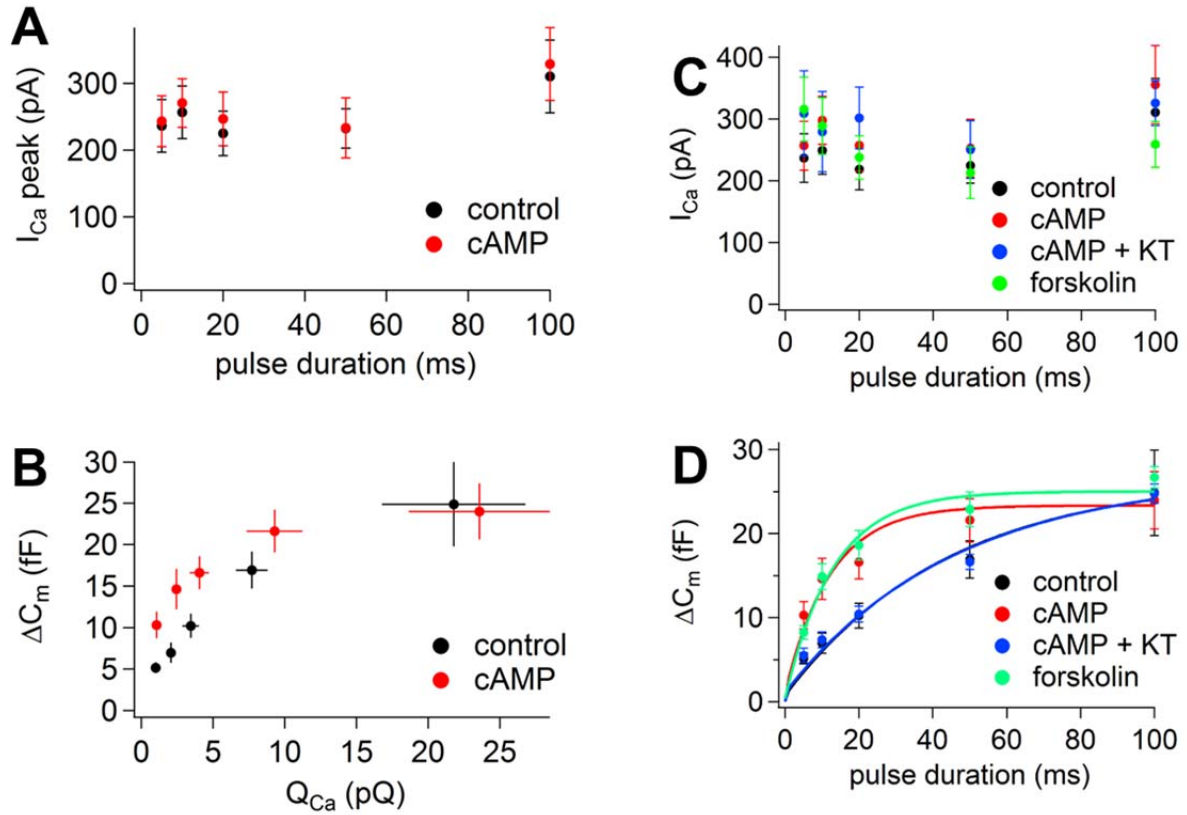 A
I_Ca peak (pA)
300
200
100
0
control
cAMP
0 20 40 60 80 100
pulse duration (ms)
B
ΔC_m (fF)
30
25
20
15
10
5
0
control
cAMP
0 5 10 15 20 25
Q_Ca (pQ)
C
I_Ca (pA)
400
300
200
100
0
control
cAMP
cAMP + KT
forskolin
0 20 40 60 80 100
pulse duration (ms)
D
ΔC_m (fF)
30
20
10
0
control
cAMP
cAMP + KT
forskolin
0 20 40 60 80 100
pulse duration (ms)